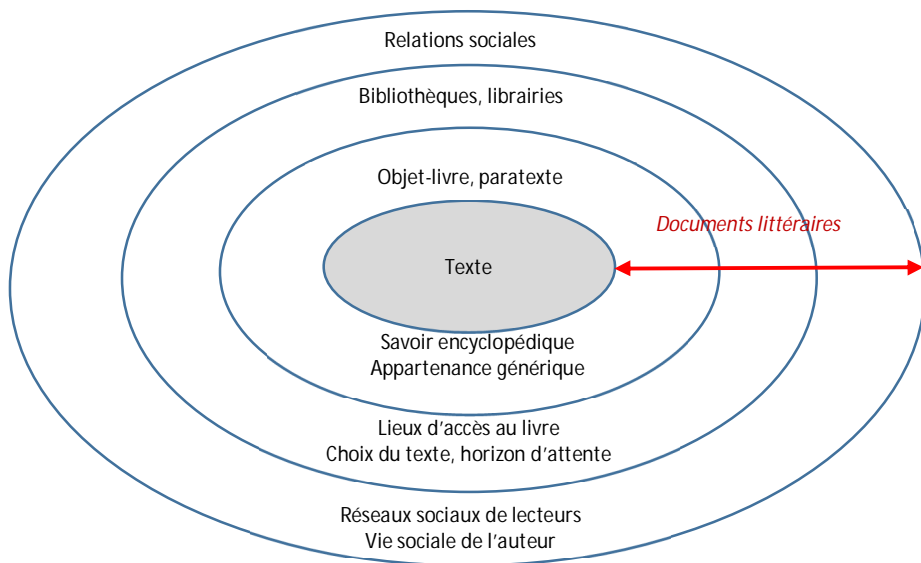 Relations sociales
Bibliothèques, librairies
Objet-livre, paratexte
Documents littéraires
Texte
Savoir encyclopédique
Appartenance générique
Lieux d’accès au livre
Choix du texte, horizon d’attente
Réseaux sociaux de lecteurs
Vie sociale de l’auteur